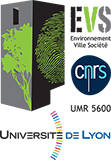 EVS
Environnement
Ville Société
cnrs
UMR 5600
UNIVERSITÉ DE LYON